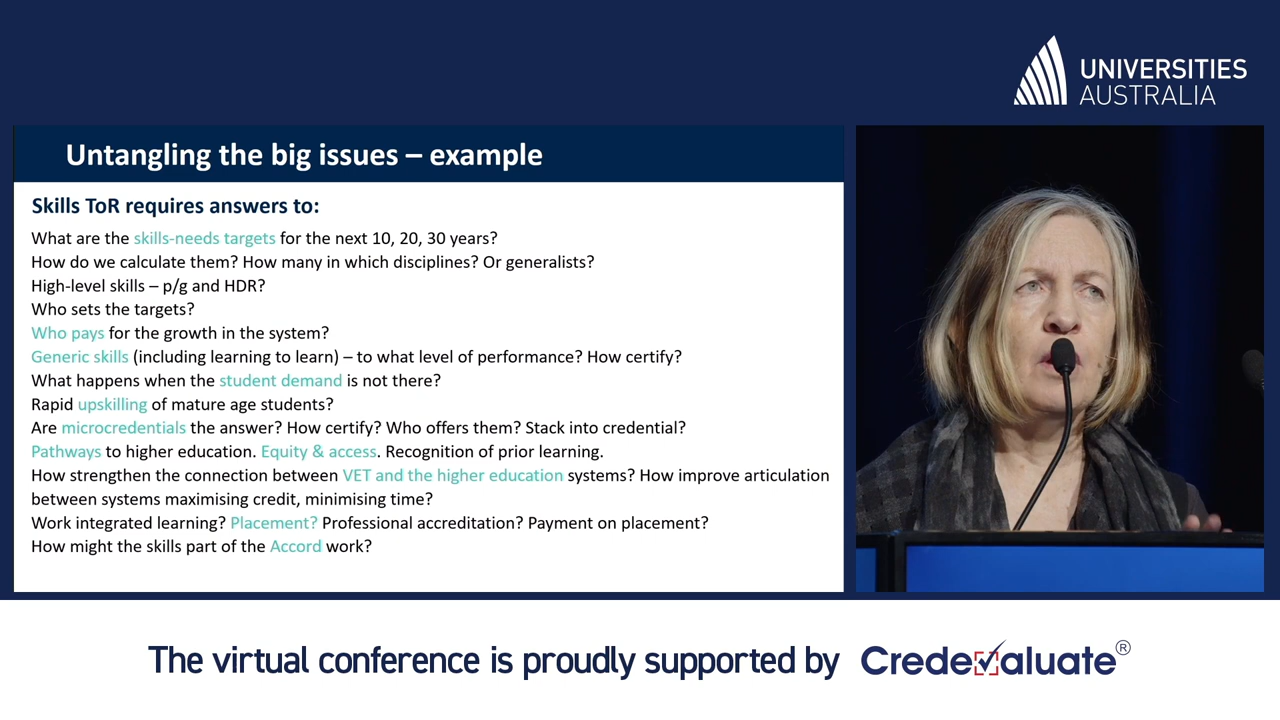 UNIVERSITIES
AUSTRALIA
Untangling the big issues – example
Skills ToR requires answers to:
What are the skills-needs targets for the next 10, 20, 30 years?
How do we calculate them? How many in which disciplines? Or generalists?
High-level skills – p/g and HDR?
Who sets the targets?
Who pays for the growth in the system?
Generic skills (including learning to learn) – to what level of performance? How certify?
What happens when the student demand is not there?
Rapid upskilling of mature age students?
Are microcredentials the answer? How certify? Who offers them? Stack into credential?
Pathways to higher education. Equity & access. Recognition of prior learning.
How strengthen the connection between VET and the higher education systems? How improve articulation
between systems maximising credit, minimising time?
Work integrated learning? Placement? Professional accreditation? Payment on placement?
How might the skills part of the Accord work?
The virtual conference is proudly supported by Credevaluate®